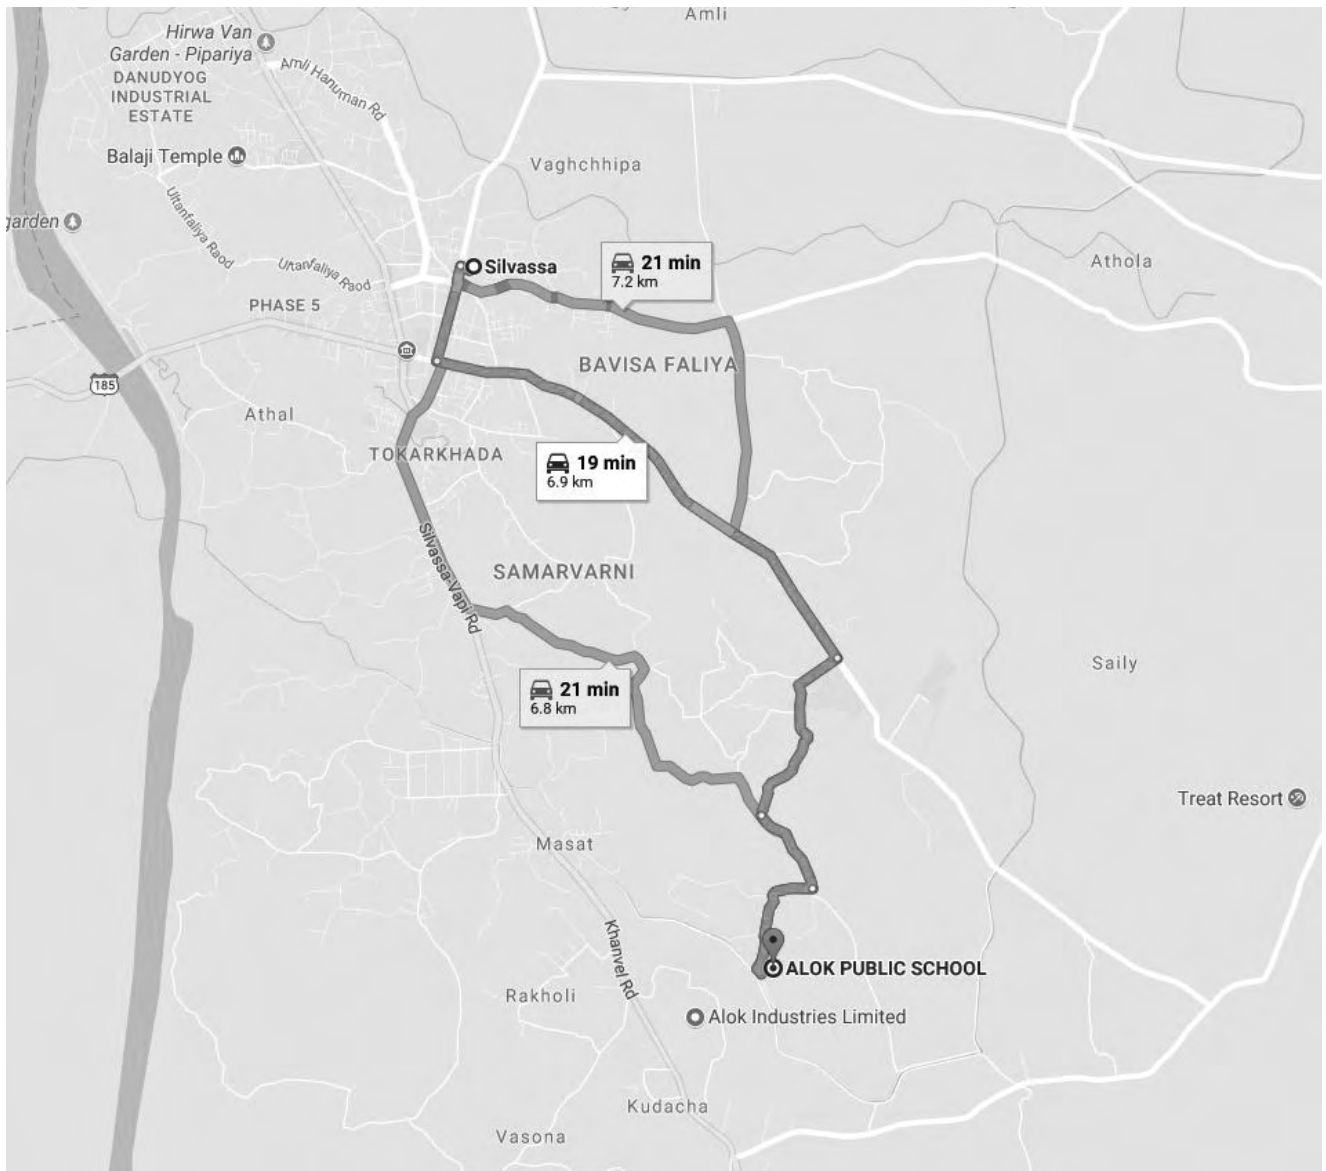 Amli
Hirwa Van
Garden - Pipariya
DANUDYOG
INDUSTRIAL
ESTATE
Amli Hanuman Rd
Balaji Temple
Vaghchhipa
Ultanfaliya Raod
garden
Silvassa
21 min
7.2 km
Athola
Ultanfaliya Raod
PHASE 5
BAVISA FALIYA
185
Athal
TOKARKHADA
19 min
6.9 km
Silvassa-Vapi Rd
SAMARVARNI
Saily
21 min
6.8 km
Treat Resort
Masat
Khanvel Rd
ALOK PUBLIC SCHOOL
Rakholi
Alok Industries Limited
Kudacha
Vasona